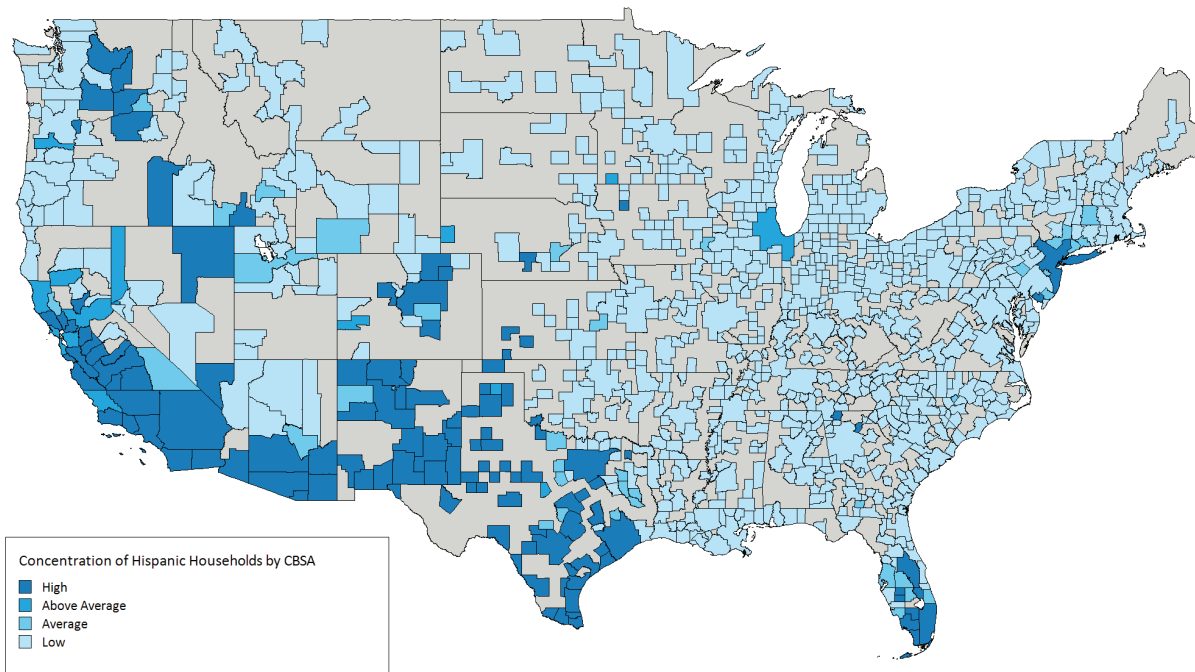 Concentration of Hispanic Households by CBSA
High
Above Average
Average
Low